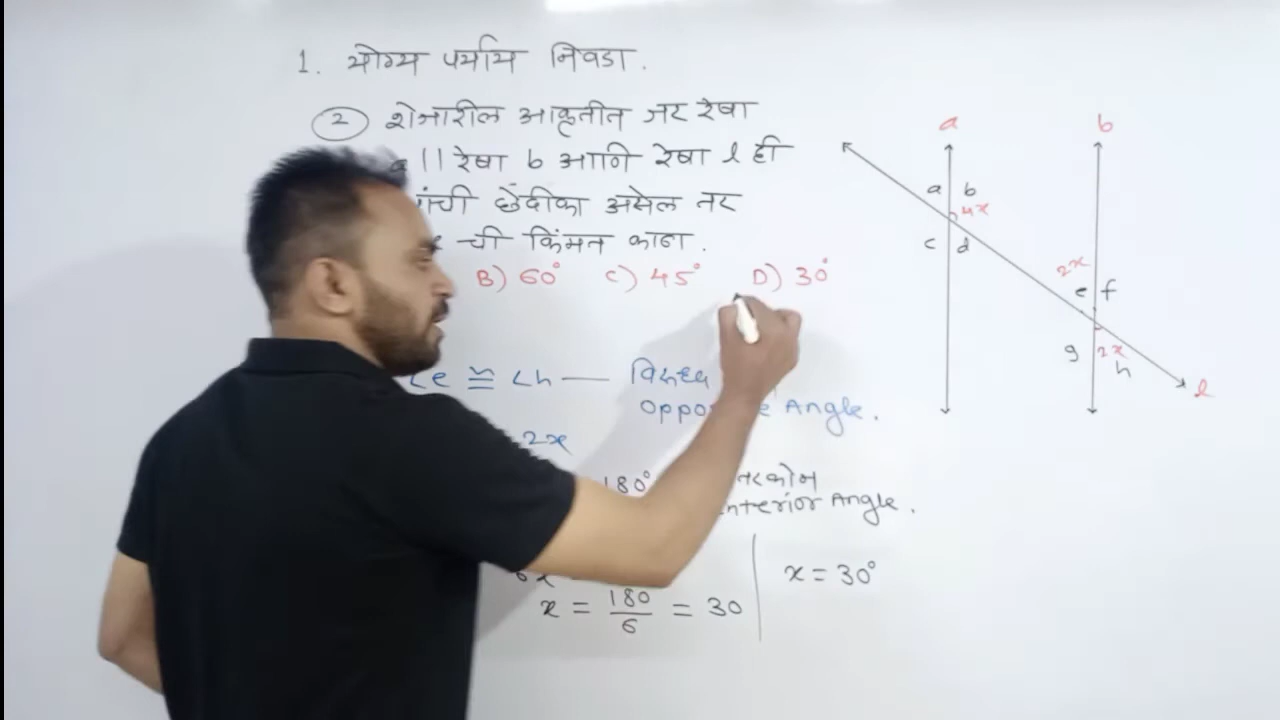 1. योग्य पर्याय निवडा.
2 शेजारील आकृतीत जर रेषा
a || रेषा b आणि रेषा l ही
छेदीका असेल तर
ची किंमत काढा.
B) 60° C) 45° D) 30°
∠e ≅ ∠h —
Angle.
2x
180°
Interior Angle.
6x
x = 180/6 = 30
x = 30°
a b
a b
4x
c d
2x
e f
g 2x
h
l